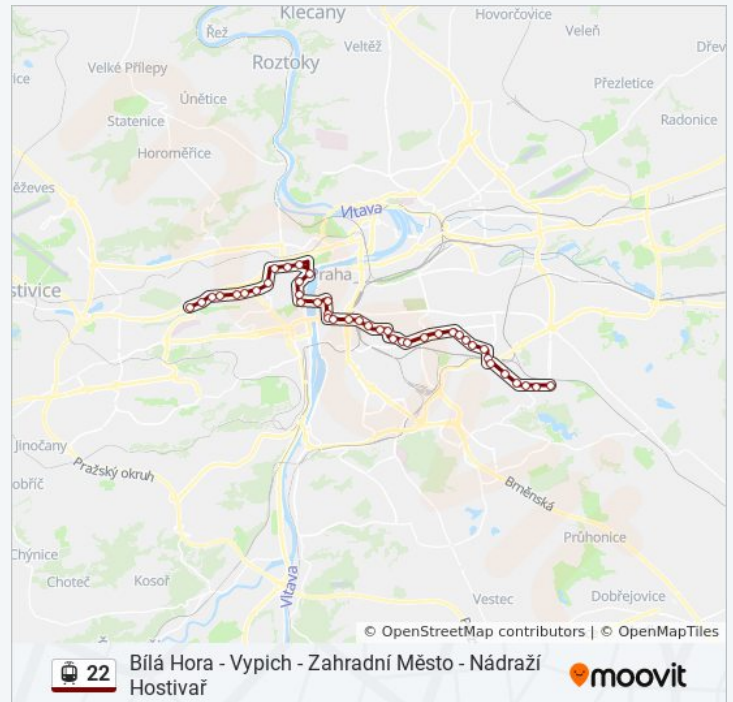 Klecany
Hovorčovice
Řež
Veltěž
Veleň
Dřev
Velké Přílepy
Roztoky
Přezletice
Únětice
Statenice
Radonice
Horoměřice
ěževes
Vltava
Praha
stivice
Jinočany
Pražský okruh
Brněnská
Průhonice
Chýnice
Choteč
Kosoř
Vltava
Vestec
Dobřejovice
© OpenStreetMap contributors | © OpenMapTiles
22 Bílá Hora - Vypich - Zahradní Město - Nádraží
Hostivař
moovit